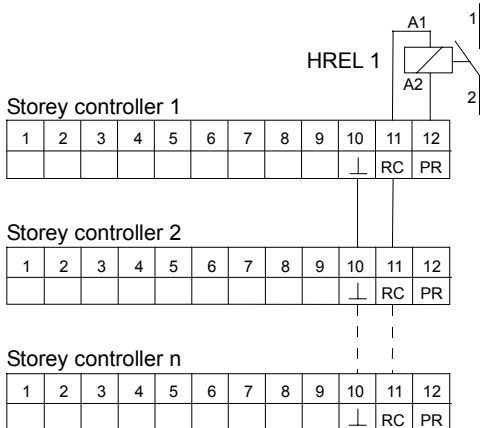 A1 1
HREL 1
A2
2
Storey controller 1
1 2 3 4 5 6 7 8 9 10 11 12
⊥ RC PR
Storey controller 2
1 2 3 4 5 6 7 8 9 10 11 12
⊥ RC PR
Storey controller n
1 2 3 4 5 6 7 8 9 10 11 12
⊥ RC PR